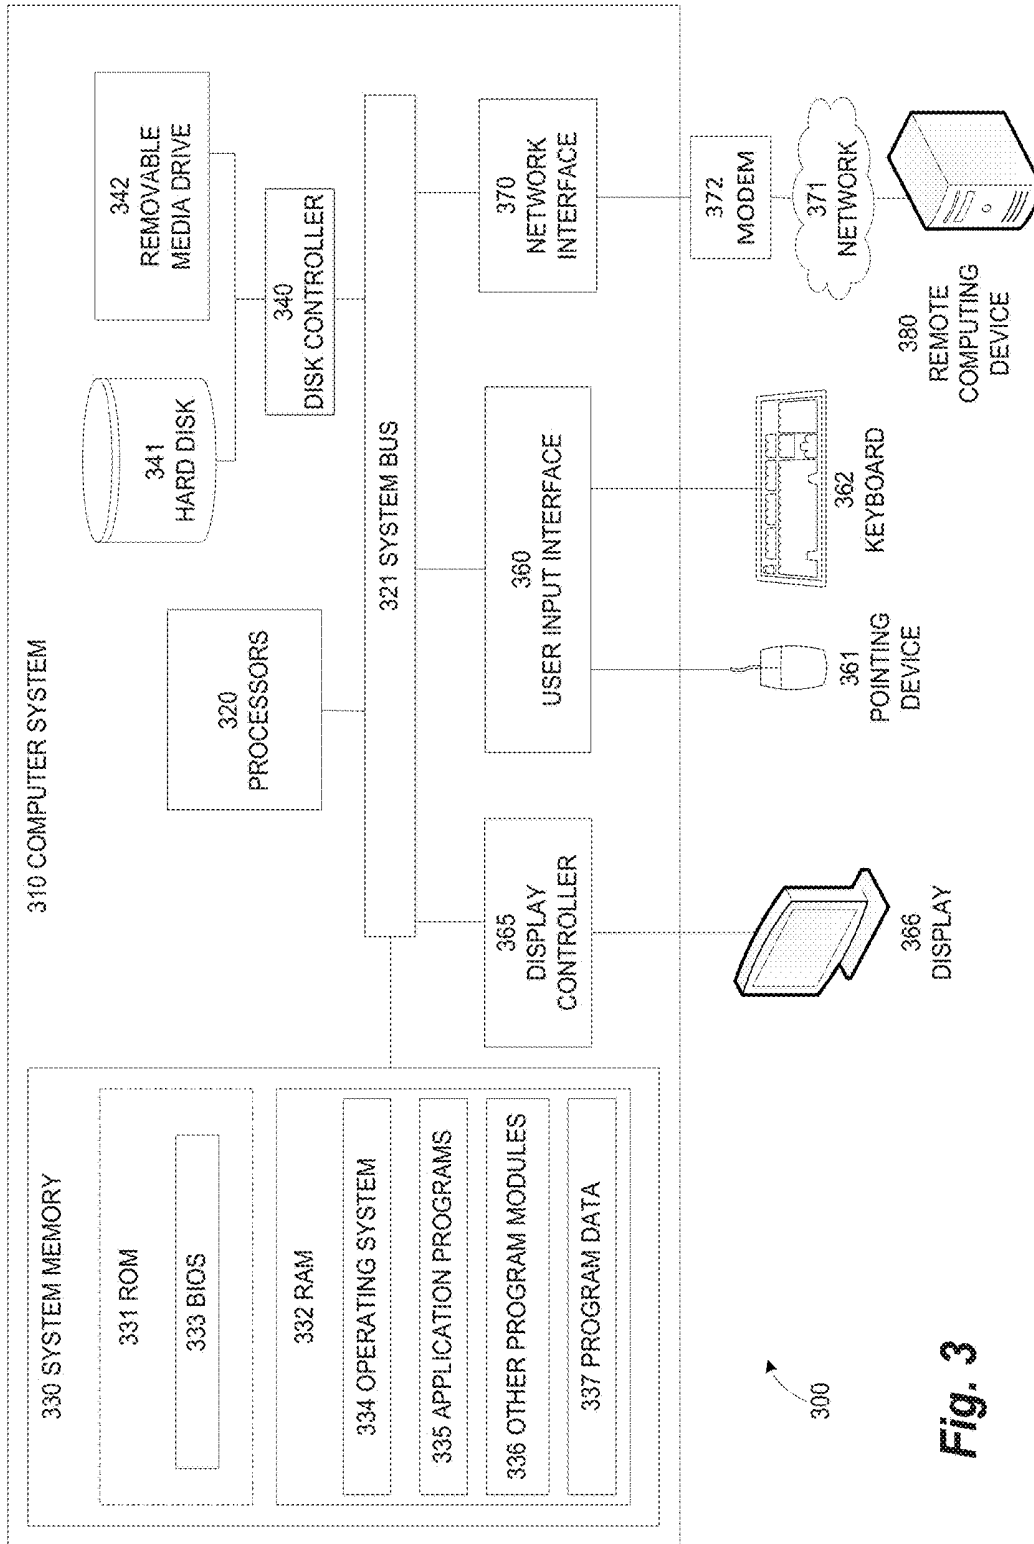 310 COMPUTER SYSTEM
330 SYSTEM MEMORY
331 ROM
333 BIOS
332 RAM
334 OPERATING SYSTEM
335 APPLICATION PROGRAMS
336 OTHER PROGRAM MODULES
337 PROGRAM DATA
320
PROCESSORS
341
HARD DISK
342
REMOVABLE
MEDIA DRIVE
340
DISK CONTROLLER
321 SYSTEM BUS
365
DISPLAY
CONTROLLER
360
USER INPUT INTERFACE
370
NETWORK
INTERFACE
372
MODEM
371
NETWORK
366
DISPLAY
361
POINTING
DEVICE
362
KEYBOARD
380
REMOTE
COMPUTING
DEVICE
300
Fig. 3